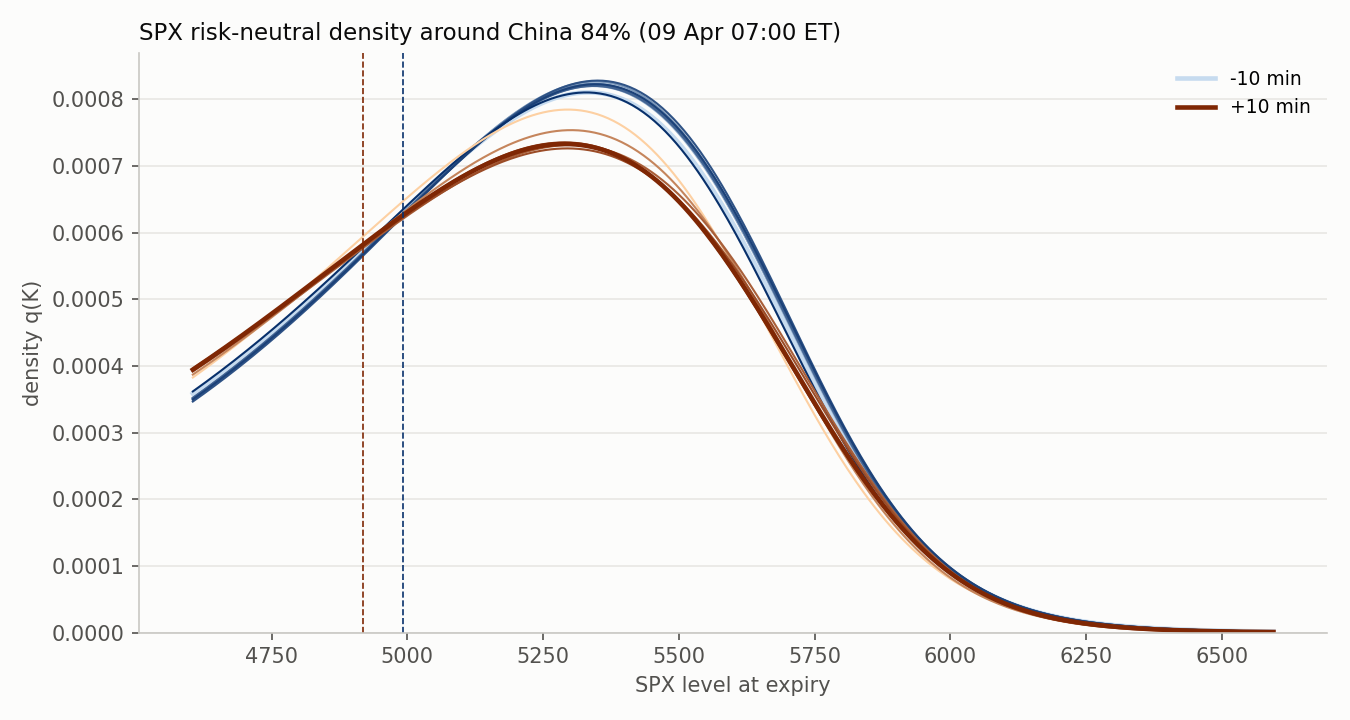 SPX risk-neutral density around China 84% (09 Apr 07:00 ET)
-10 min
+10 min
density q(K)
0.0008
0.0007
0.0006
0.0005
0.0004
0.0003
0.0002
0.0001
0.0000
4750 5000 5250 5500 5750 6000 6250 6500
SPX level at expiry